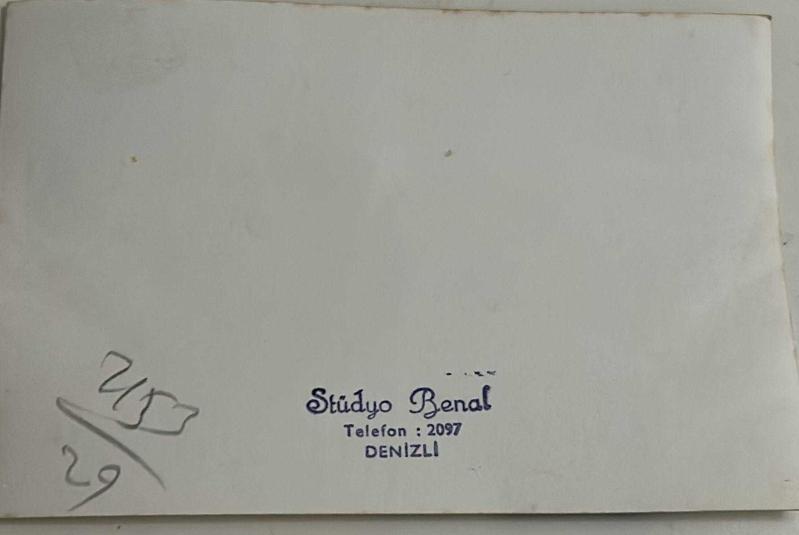 Stüdyo Benal
Telefon : 2097
DENİZLİ
29